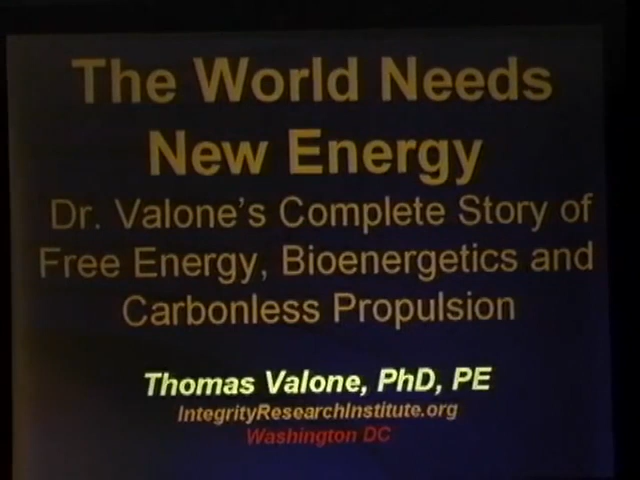 The World Needs
New Energy
Dr. Valone's Complete Story of
Free Energy, Bioenergetics and
Carbonless Propulsion
Thomas Valone, PhD, PE
IntegrityResearchInstitute.org
Washington DC